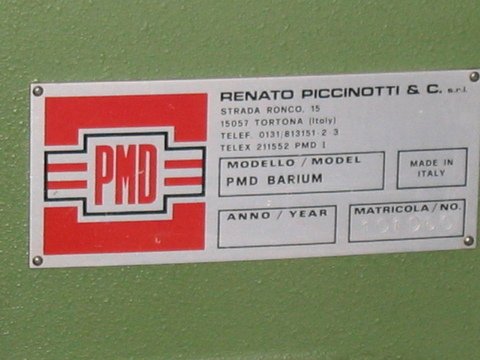 PMD
RENATO PICCINOTTI & C. s.r.l.
STRADA RONCO, 15
15057 TORTONA (Italy)
TELEF. 0131/813151-2-3
TELEX 211552 PMD I
MODELLO / MODEL
PMD BARIUM
MADE IN
ITALY
ANNO / YEAR
MATRICOLA / NO.